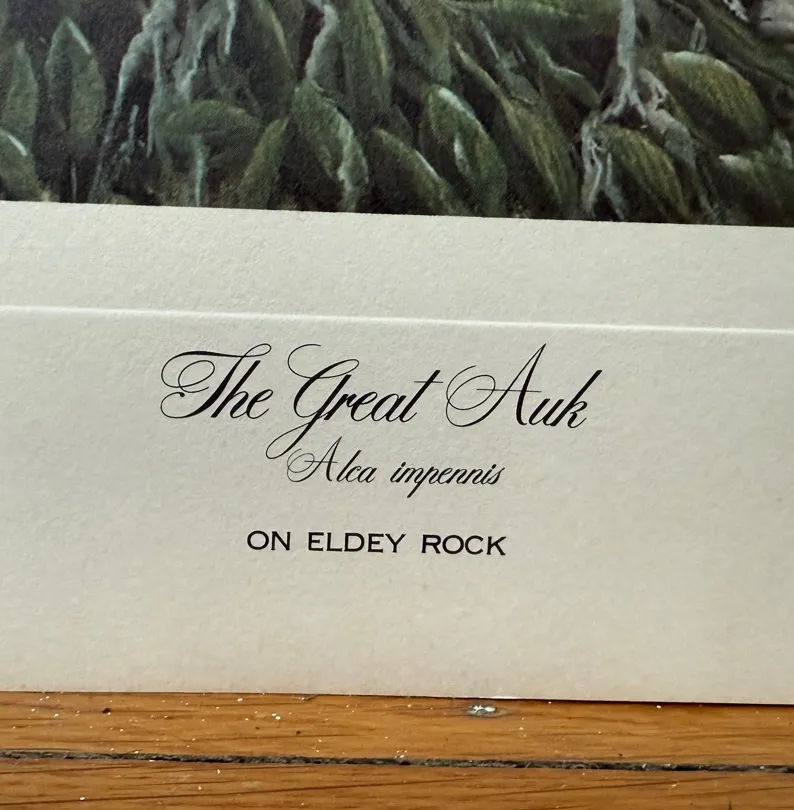 The Great Auk
Alca impennis
ON ELDEY ROCK